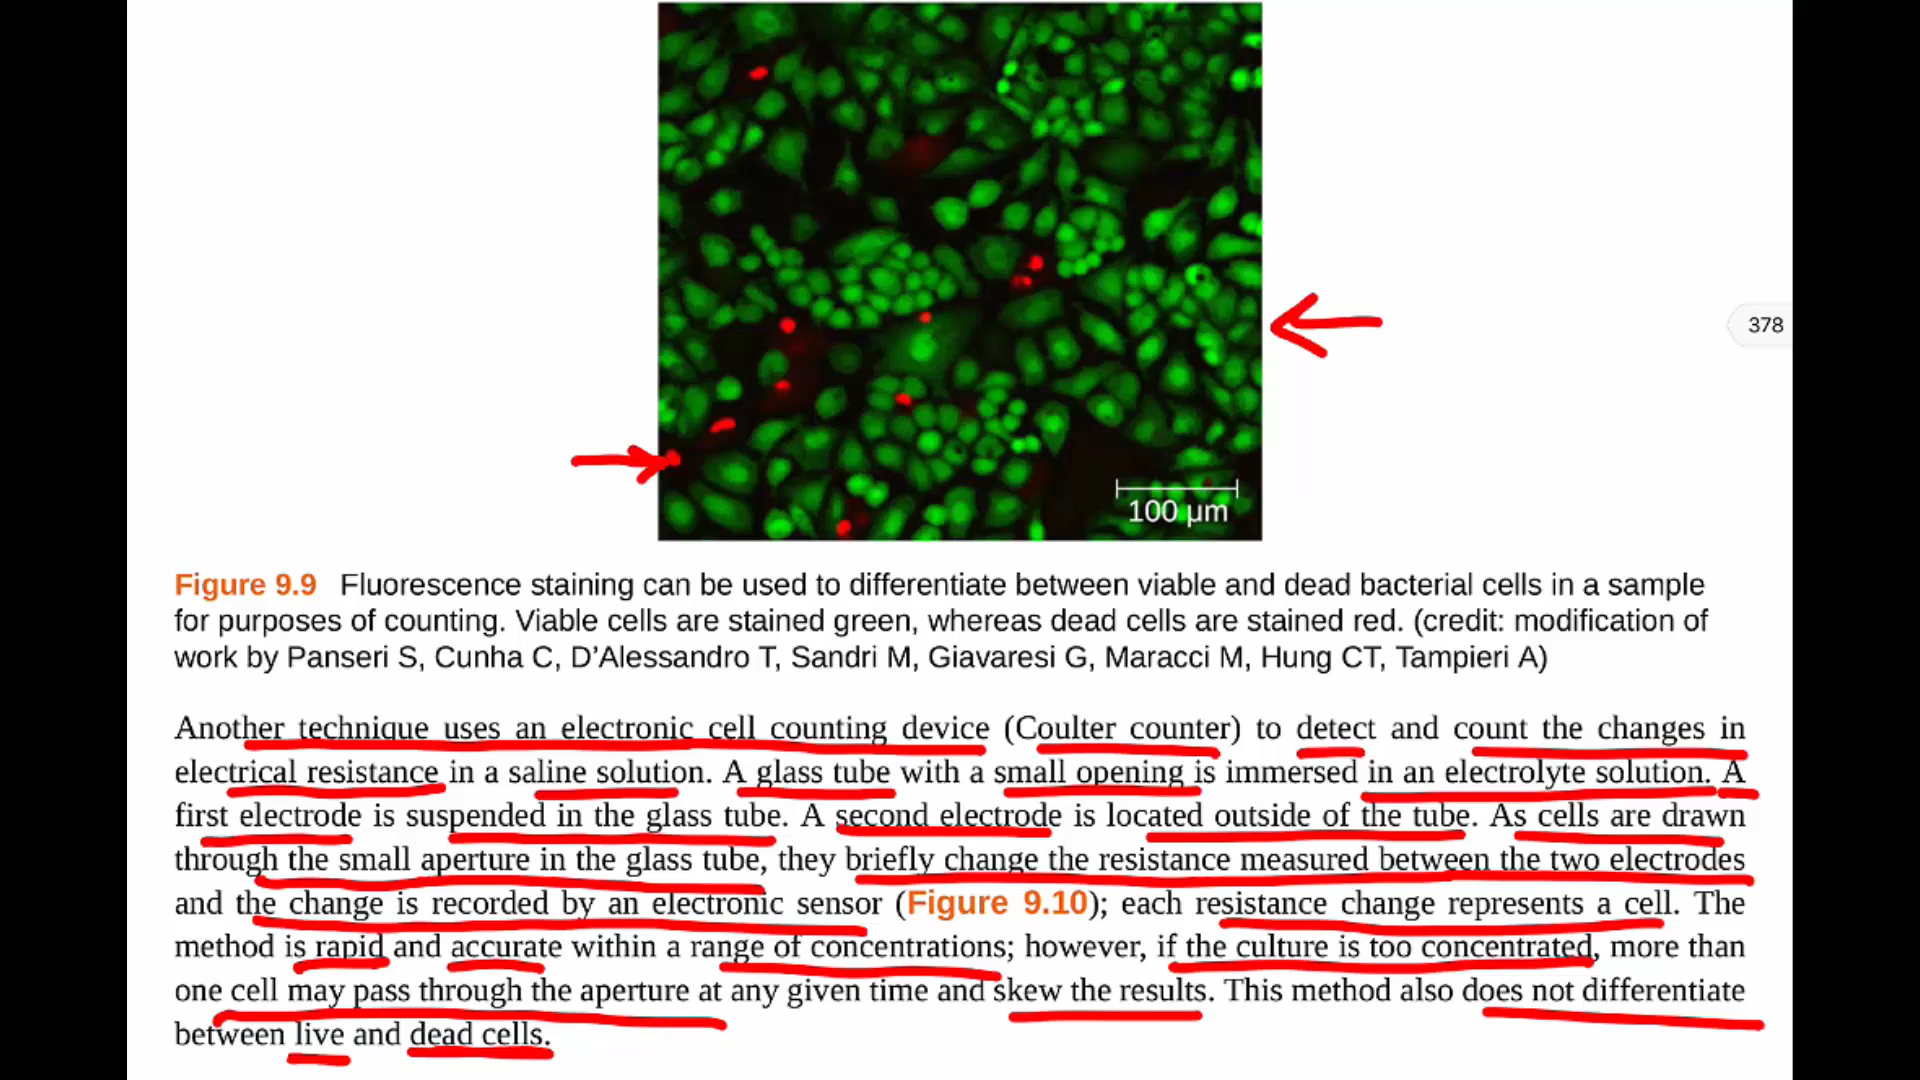 100 µm
378
Figure 9.9 Fluorescence staining can be used to differentiate between viable and dead bacterial cells in a sample
for purposes of counting. Viable cells are stained green, whereas dead cells are stained red. (credit: modification of
work by Panseri S, Cunha C, D’Alessandro T, Sandri M, Giavaresi G, Maracci M, Hung CT, Tampieri A)
Another technique uses an electronic cell counting device (Coulter counter) to detect and count the changes in
electrical resistance in a saline solution. A glass tube with a small opening is immersed in an electrolyte solution. A
first electrode is suspended in the glass tube. A second electrode is located outside of the tube. As cells are drawn
through the small aperture in the glass tube, they briefly change the resistance measured between the two electrodes
and the change is recorded by an electronic sensor (Figure 9.10); each resistance change represents a cell. The
method is rapid and accurate within a range of concentrations; however, if the culture is too concentrated, more than
one cell may pass through the aperture at any given time and skew the results. This method also does not differentiate
between live and dead cells.